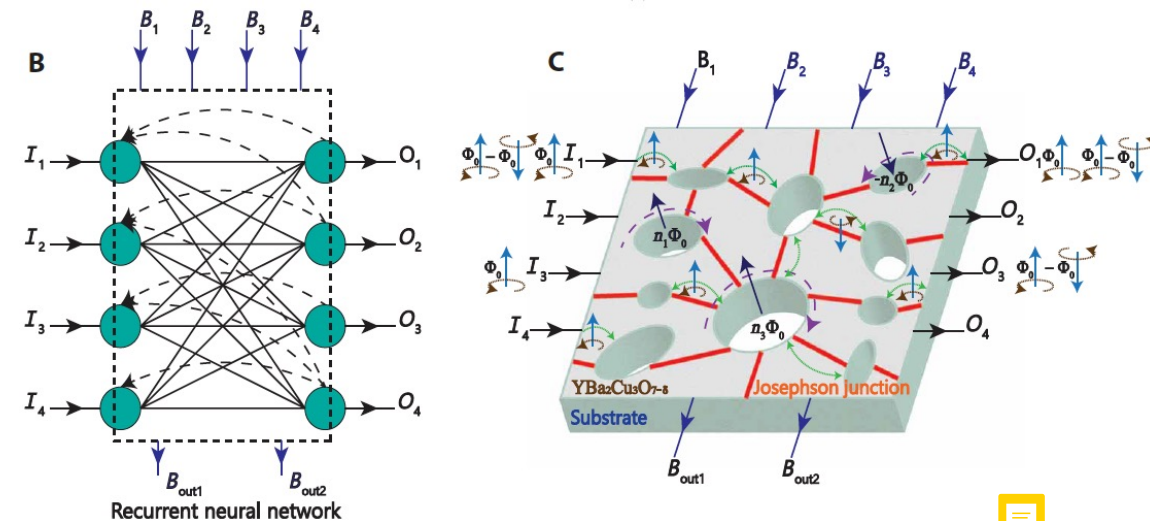 B
B1
B2
B3
B4
I1
O1
I2
O2
I3
O3
I4
O4
Bout1
Bout2
Recurrent neural network
C
B1
B2
B3
B4
Φ0 −Φ0 Φ0 I1
O1 Φ0 Φ0 −Φ0
I2
O2
Φ0 I3
O3 Φ0 −Φ0
I4
O4
n1Φ0
-n2Φ0
n3Φ0
YBa2Cu3O7-δ
Josephson junction
Substrate
Bout1
Bout2